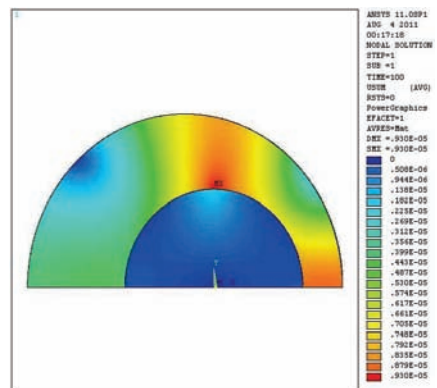 1
ANSYS 11.0SP1
AUG 4 2011
00:17:18
NODAL SOLUTION
STEP=1
SUB =1
TIME=100
USUM (AVG)
RSYS=0
PowerGraphics
EFACET=1
AVRES=Mat
DMX =.930E-05
SMX =.930E-05
0
.508E-06
.944E-06
.138E-05
.182E-05
.225E-05
.269E-05
.312E-05
.356E-05
.399E-05
.443E-05
.487E-05
.530E-05
.574E-05
.617E-05
.661E-05
.705E-05
.748E-05
.792E-05
.835E-05
.879E-05
.930E-05
MX
Y